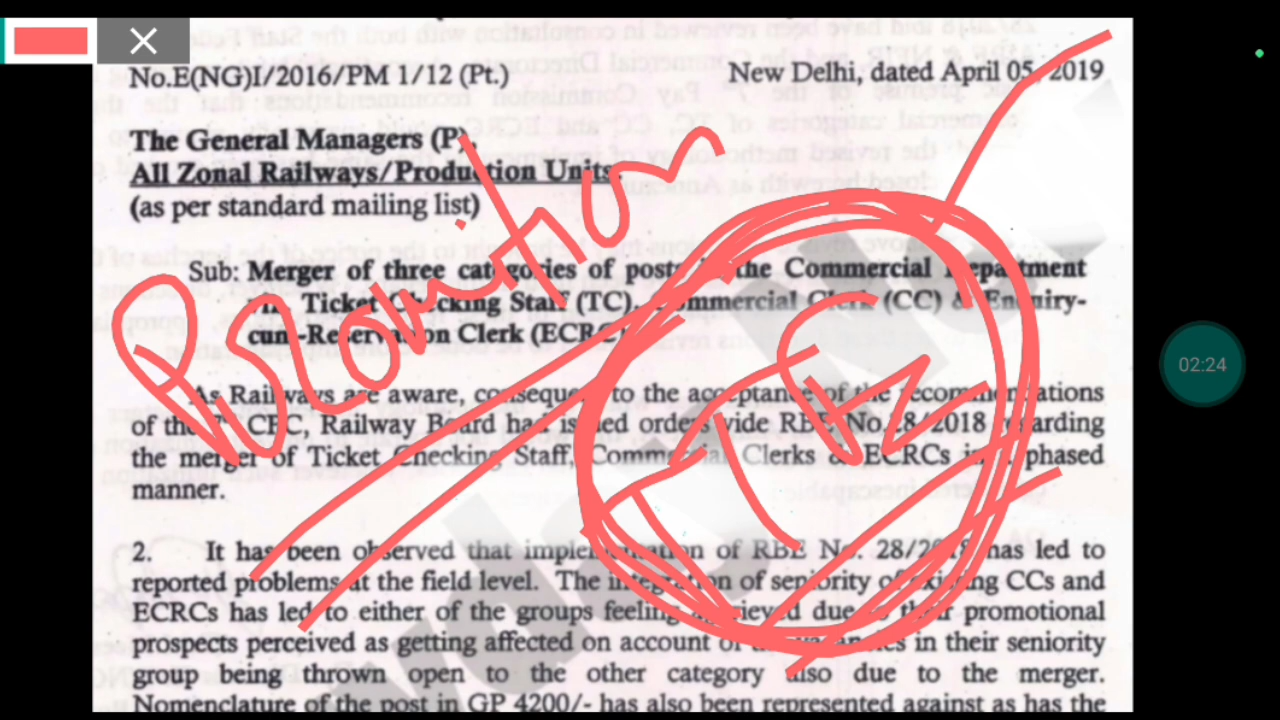 No.E(NG)I/2016/PM 1/12 (Pt.) New Delhi, dated April 05, 2019
The General Managers (P),
All Zonal Railways/Production Units.
(as per standard mailing list)
Sub: Merger of three categories of posts in the Commercial Department
viz. Ticket Checking Staff (TC), Commercial Clerk (CC) & Enquiry-
cum-Reservation Clerk (ECRC)
As Railways are aware, consequent to the acceptance of the recommendations
of the 7th CPC, Railway Board had issued orders vide RBE No.28/2018 regarding
the merger of Ticket Checking Staff, Commercial Clerks & ECRCs in a phased
manner.
2. It has been observed that implementation of RBE No. 28/2018 has led to
reported problems at the field level. The integration of seniority of existing CCs and
ECRCs has led to either of the groups feeling aggrieved due to their promotional
prospects perceived as getting affected on account of the vacancies in their seniority
group being thrown open to the other category also due to the merger.
Nomenclature of the post in GP 4200/- has also been represented against as has the
02:24